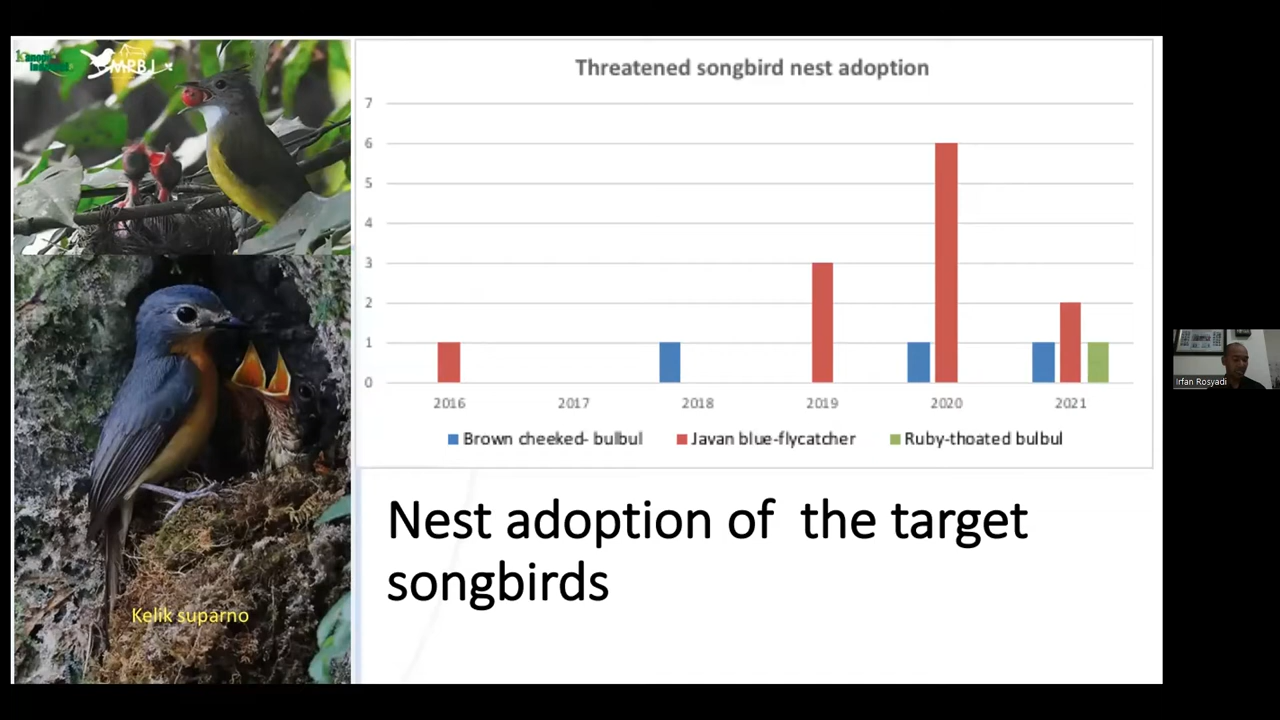 MPBI
Threatened songbird nest adoption
7
6
5
4
3
2
1
0
2016 2017 2018 2019 2020 2021
Brown cheeked- bulbul Javan blue-flycatcher Ruby-thoated bulbul
Nest adoption of the target
songbirds
Kelik suparno
Irfan Rosyadi